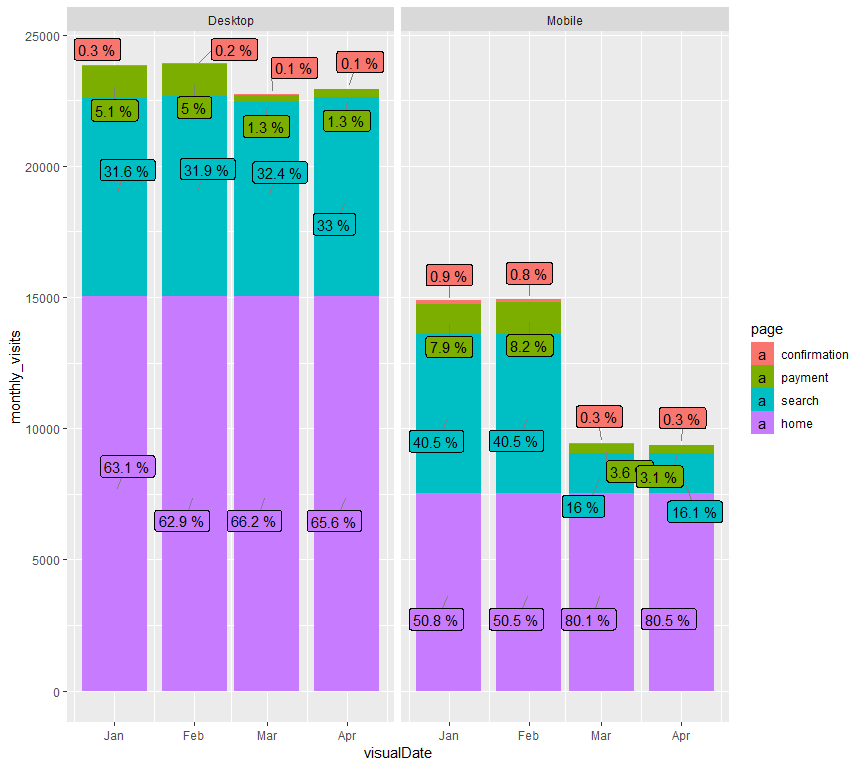 Desktop
Mobile
monthly_visits
25000
20000
15000
10000
5000
0
0.3 %
0.2 %
0.1 %
0.1 %
5.1 %
5 %
1.3 %
1.3 %
31.6 %
31.9 %
32.4 %
33 %
63.1 %
62.9 %
66.2 %
65.6 %
0.9 %
0.8 %
0.3 %
0.3 %
7.9 %
8.2 %
3.6
3.1 %
40.5 %
40.5 %
16 %
16.1 %
50.8 %
50.5 %
80.1 %
80.5 %
Jan
Feb
Mar
Apr
Jan
Feb
Mar
Apr
visualDate
page
a confirmation
a payment
a search
a home